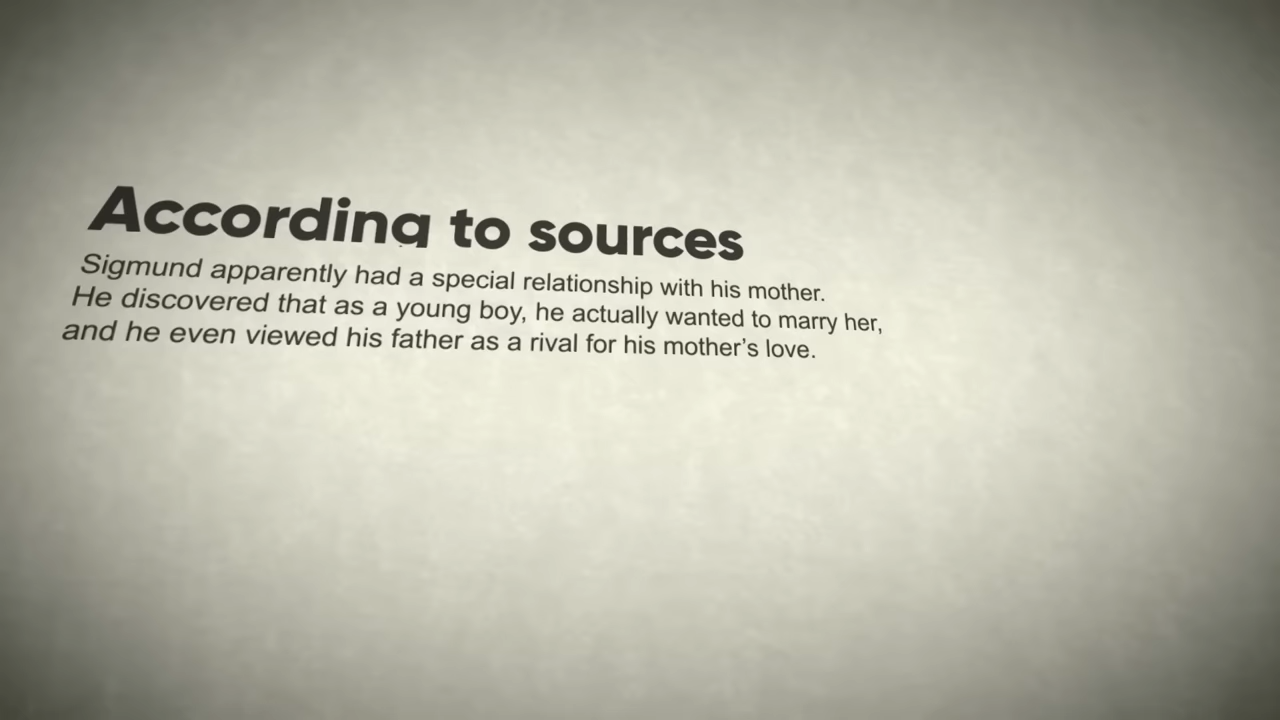 According to sources
Sigmund apparently had a special relationship with his mother.
He discovered that as a young boy, he actually wanted to marry her,
and he even viewed his father as a rival for his mother’s love.